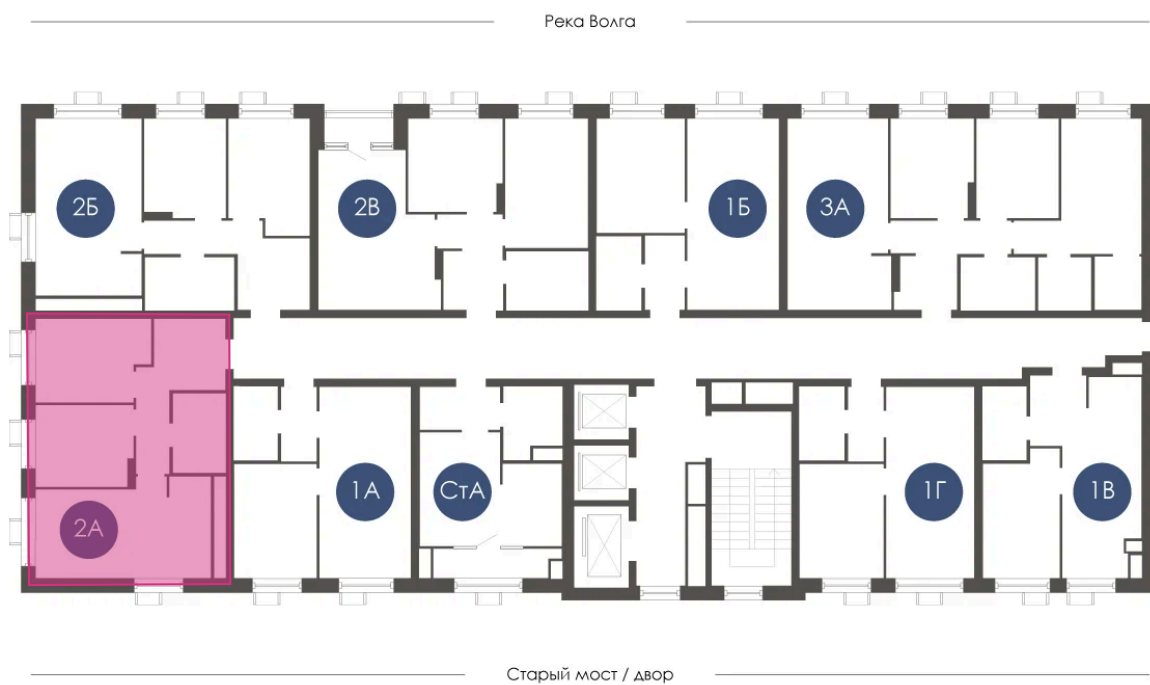 Река Волга
2Б
2В
1Б
3А
2А
1А
СтА
1Г
1В
Старый мост / двор